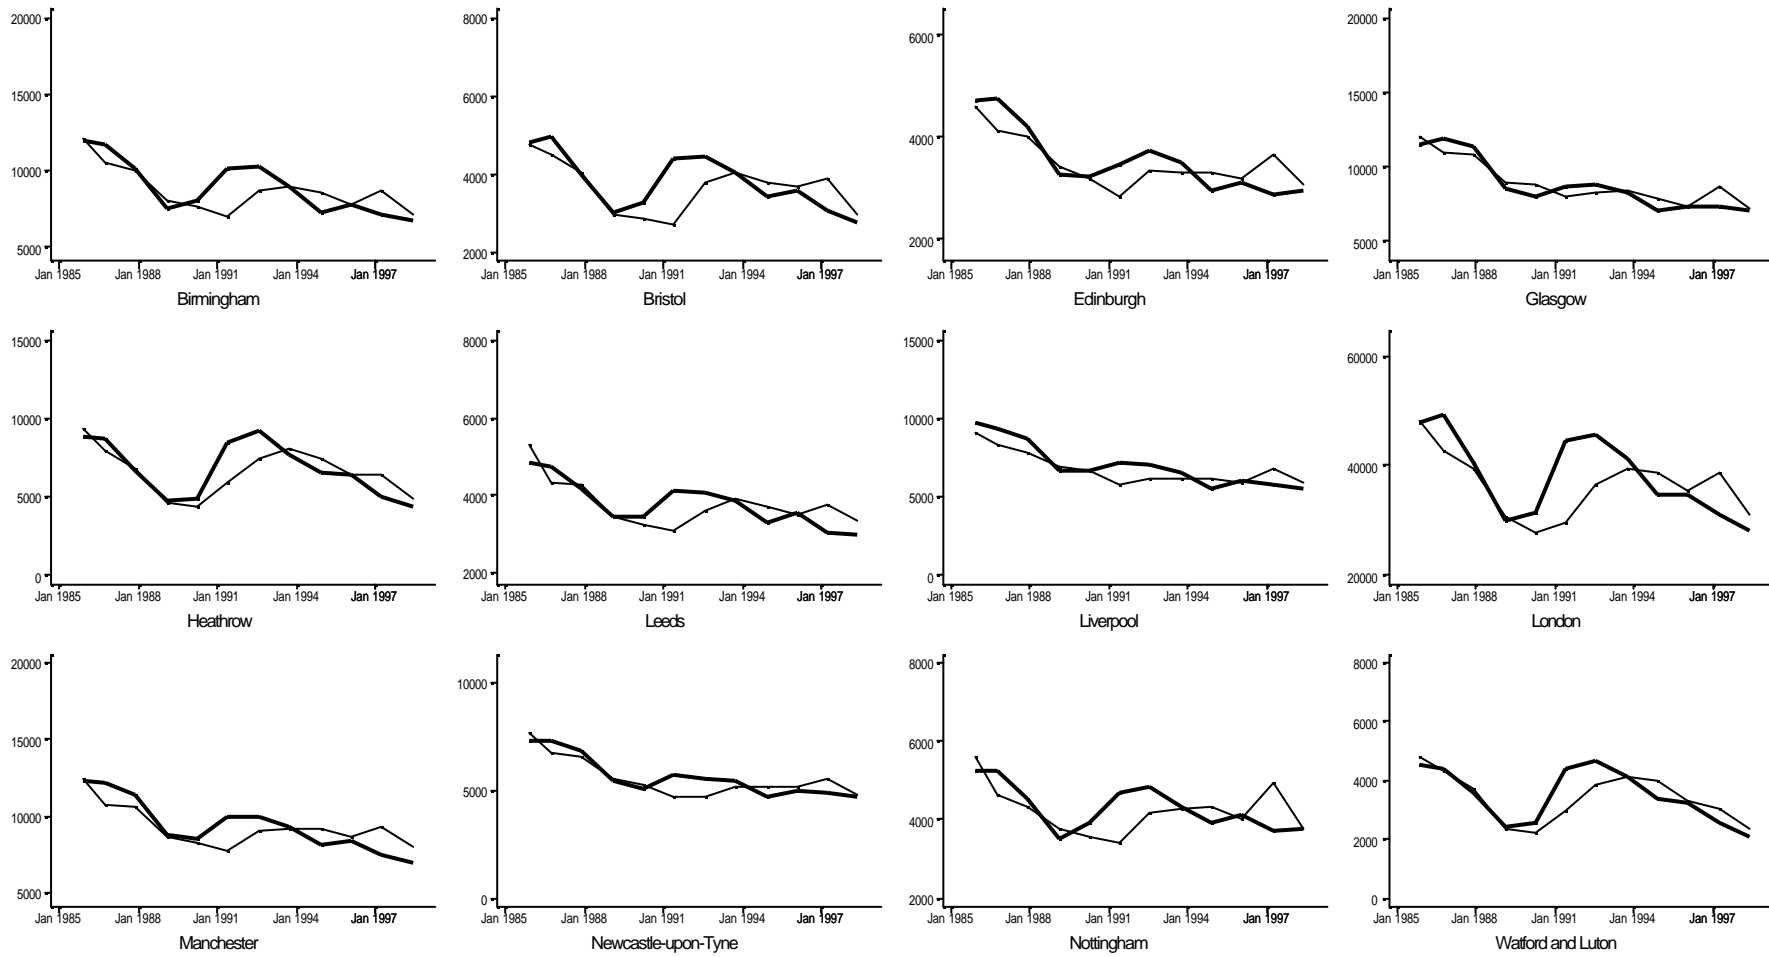 20000
15000
10000
5000
Jan 1985 Jan 1988 Jan 1991 Jan 1994 Jan 1997
Birmingham
8000
6000
4000
2000
Jan 1985 Jan 1988 Jan 1991 Jan 1994 Jan 1997
Bristol
6000
4000
2000
Jan 1985 Jan 1988 Jan 1991 Jan 1994 Jan 1997
Edinburgh
20000
15000
10000
5000
Jan 1985 Jan 1988 Jan 1991 Jan 1994 Jan 1997
Glasgow
15000
10000
5000
0
Jan 1985 Jan 1988 Jan 1991 Jan 1994 Jan 1997
Heathrow
8000
6000
4000
2000
Jan 1985 Jan 1988 Jan 1991 Jan 1994 Jan 1997
Leeds
15000
10000
5000
0
Jan 1985 Jan 1988 Jan 1991 Jan 1994 Jan 1997
Liverpool
60000
40000
20000
Jan 1985 Jan 1988 Jan 1991 Jan 1994 Jan 1997
London
20000
15000
10000
5000
Jan 1985 Jan 1988 Jan 1991 Jan 1994 Jan 1997
Manchester
10000
5000
0
Jan 1985 Jan 1988 Jan 1991 Jan 1994 Jan 1997
Newcastle-upon-Tyne
8000
6000
4000
2000
Jan 1985 Jan 1988 Jan 1991 Jan 1994 Jan 1997
Nottingham
8000
6000
4000
2000
0
Jan 1985 Jan 1988 Jan 1991 Jan 1994 Jan 1997
Watford and Luton